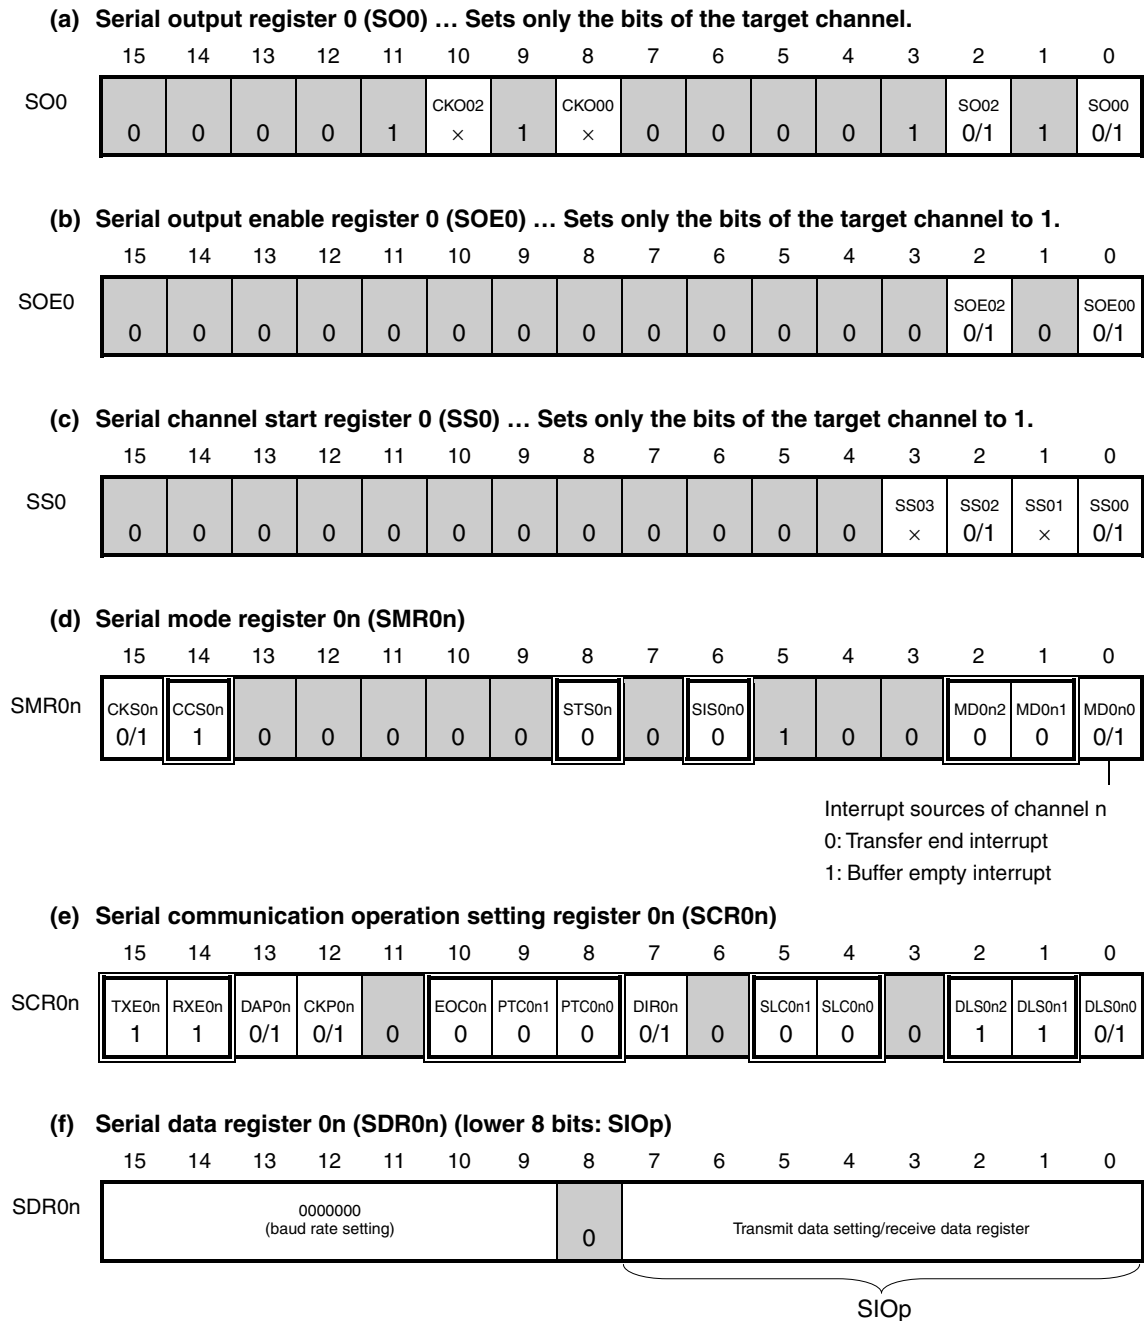 (a) Serial output register 0 (SO0) … Sets only the bits of the target channel.
15 14 13 12 11 10 9 8 7 6 5 4 3 2 1 0
SO0
CKO02 CKO00 SO02 SO00
0 0 0 0 1 × 1 × 0 0 0 0 1 0/1 1 0/1
(b) Serial output enable register 0 (SOE0) … Sets only the bits of the target channel to 1.
15 14 13 12 11 10 9 8 7 6 5 4 3 2 1 0
SOE0
SOE02 SOE00
0 0 0 0 0 0 0 0 0 0 0 0 0 0/1 0 0/1
(c) Serial channel start register 0 (SS0) … Sets only the bits of the target channel to 1.
15 14 13 12 11 10 9 8 7 6 5 4 3 2 1 0
SS0
SS03 SS02 SS01 SS00
0 0 0 0 0 0 0 0 0 0 0 0 × 0/1 × 0/1
(d) Serial mode register 0n (SMR0n)
15 14 13 12 11 10 9 8 7 6 5 4 3 2 1 0
SMR0n
CKS0n CCS0n STS0n SIS0n0 MD0n2 MD0n1 MD0n0
0/1 1 0 0 0 0 0 0 0 0 1 0 0 0 0 0/1
Interrupt sources of channel n
0: Transfer end interrupt
1: Buffer empty interrupt
(e) Serial communication operation setting register 0n (SCR0n)
15 14 13 12 11 10 9 8 7 6 5 4 3 2 1 0
SCR0n
TXE0n RXE0n DAP0n CKP0n EOC0n PTC0n1 PTC0n0 DIR0n SLC0n1 SLC0n0 DLS0n2 DLS0n1 DLS0n0
1 1 0/1 0/1 0 0 0 0 0/1 0 0 0 0 1 1 0/1
(f) Serial data register 0n (SDR0n) (lower 8 bits: SIOp)
15 14 13 12 11 10 9 8 7 6 5 4 3 2 1 0
SDR0n
0000000
(baud rate setting)
0
Transmit data setting/receive data register
SIOp